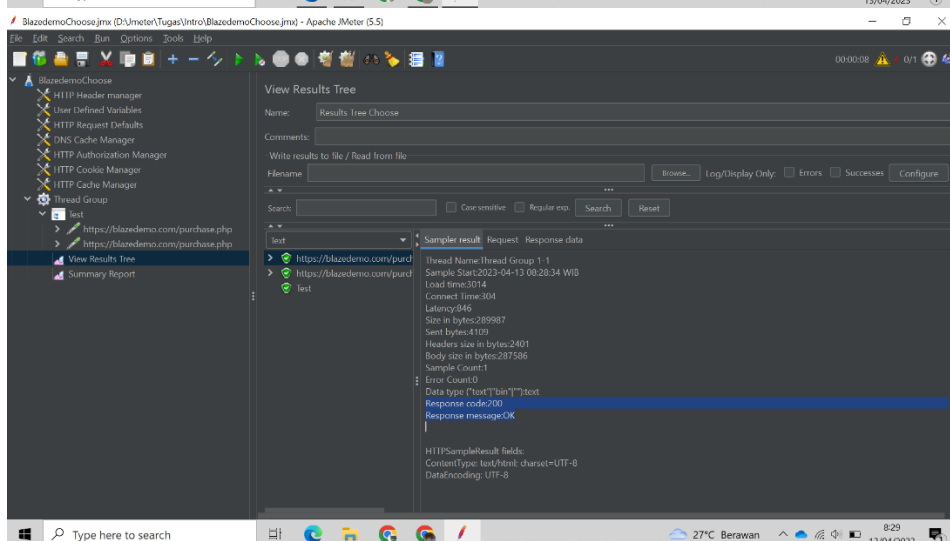 13/04/2023
BlazedemoChoose.jmx (D:\Jmeter\Tugas\Intro\BlazedemoChoose.jmx) - Apache JMeter (5.5)
File Edit Search Run Options Tools Help
00:00:08 0/1
BlazedemoChoose
HTTP Header manager
User Defined Variables
HTTP Request Defaults
DNS Cache Manager
HTTP Authorization Manager
HTTP Cookie Manager
HTTP Cache Manager
Thread Group
Test
https://blazedemo.com/purchase.php
https://blazedemo.com/purchase.php
View Results Tree
Summary Report
View Results Tree
Name: Results Tree Choose
Comments:
Write results to file / Read from file
Filename Browse... Log/Display Only: Errors Successes Configure
Search: Case sensitive Regular exp. Search Reset
Text
https://blazedemo.com/purch
https://blazedemo.com/purch
Test
Sampler result Request Response data
Thread Name:Thread Group 1-1
Sample Start:2023-04-13 08:28:34 WIB
Load time:3014
Connect Time:304
Latency:846
Size in bytes:289987
Sent bytes:4109
Headers size in bytes:2401
Body size in bytes:287586
Sample Count:1
Error Count:0
Data type ("text"|"bin"|""):text
Response code:200
Response message:OK
HTTPSampleResult fields:
ContentType: text/html; charset=UTF-8
DataEncoding: UTF-8
Type here to search
27°C Berawan
8:29
13/04/2023